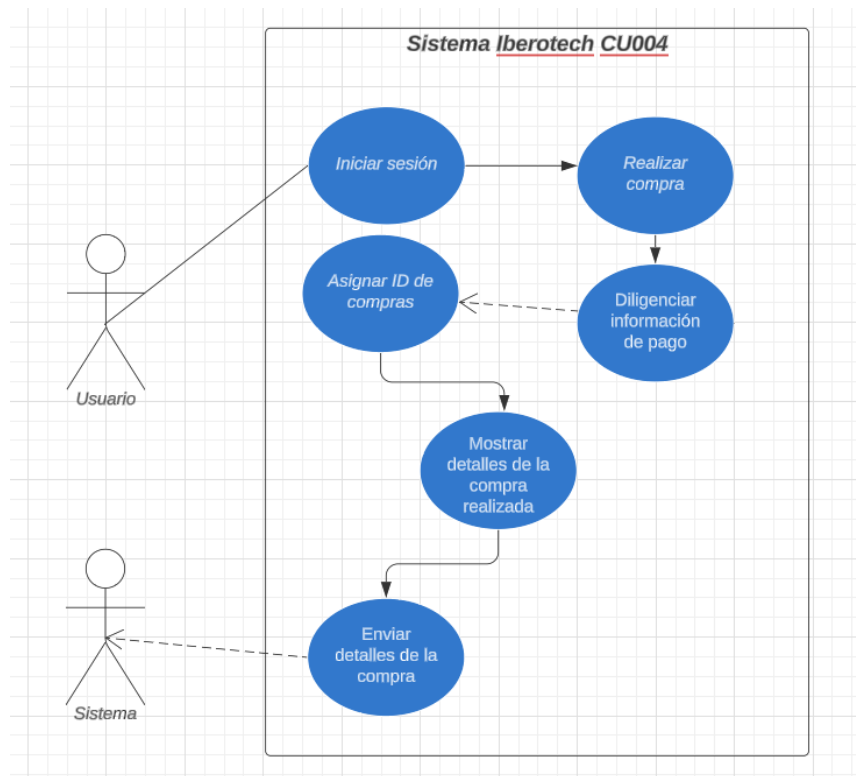 Sistema Iberotech CU004
Iniciar sesión
Realizar
compra
Asignar ID de
compras
Diligenciar
información
de pago
Usuario
Mostrar
detalles de la
compra
realizada
Enviar
detalles de la
compra
Sistema